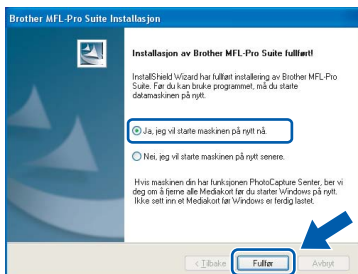 Brother MFL-Pro Suite Installasjon
Installasjon av Brother MFL-Pro Suite fullført!
InstallShield Wizard har fullført installering av Brother MFL-Pro
Suite. Før du kan bruke programmet, må du starte
datamaskinen på nytt.
Ja, jeg vil starte maskinen på nytt nå.
Nei, jeg vil starte maskinen på nytt senere.
Hvis maskinen din har funksjonen PhotoCapture Senter, ber vi
deg om å fjerne alle Mediakort før du starter Windows på nytt.
Ikke sett inn et Mediakort før Windows er ferdig lastet.
< Tilbake
Fullfør
Avbryt